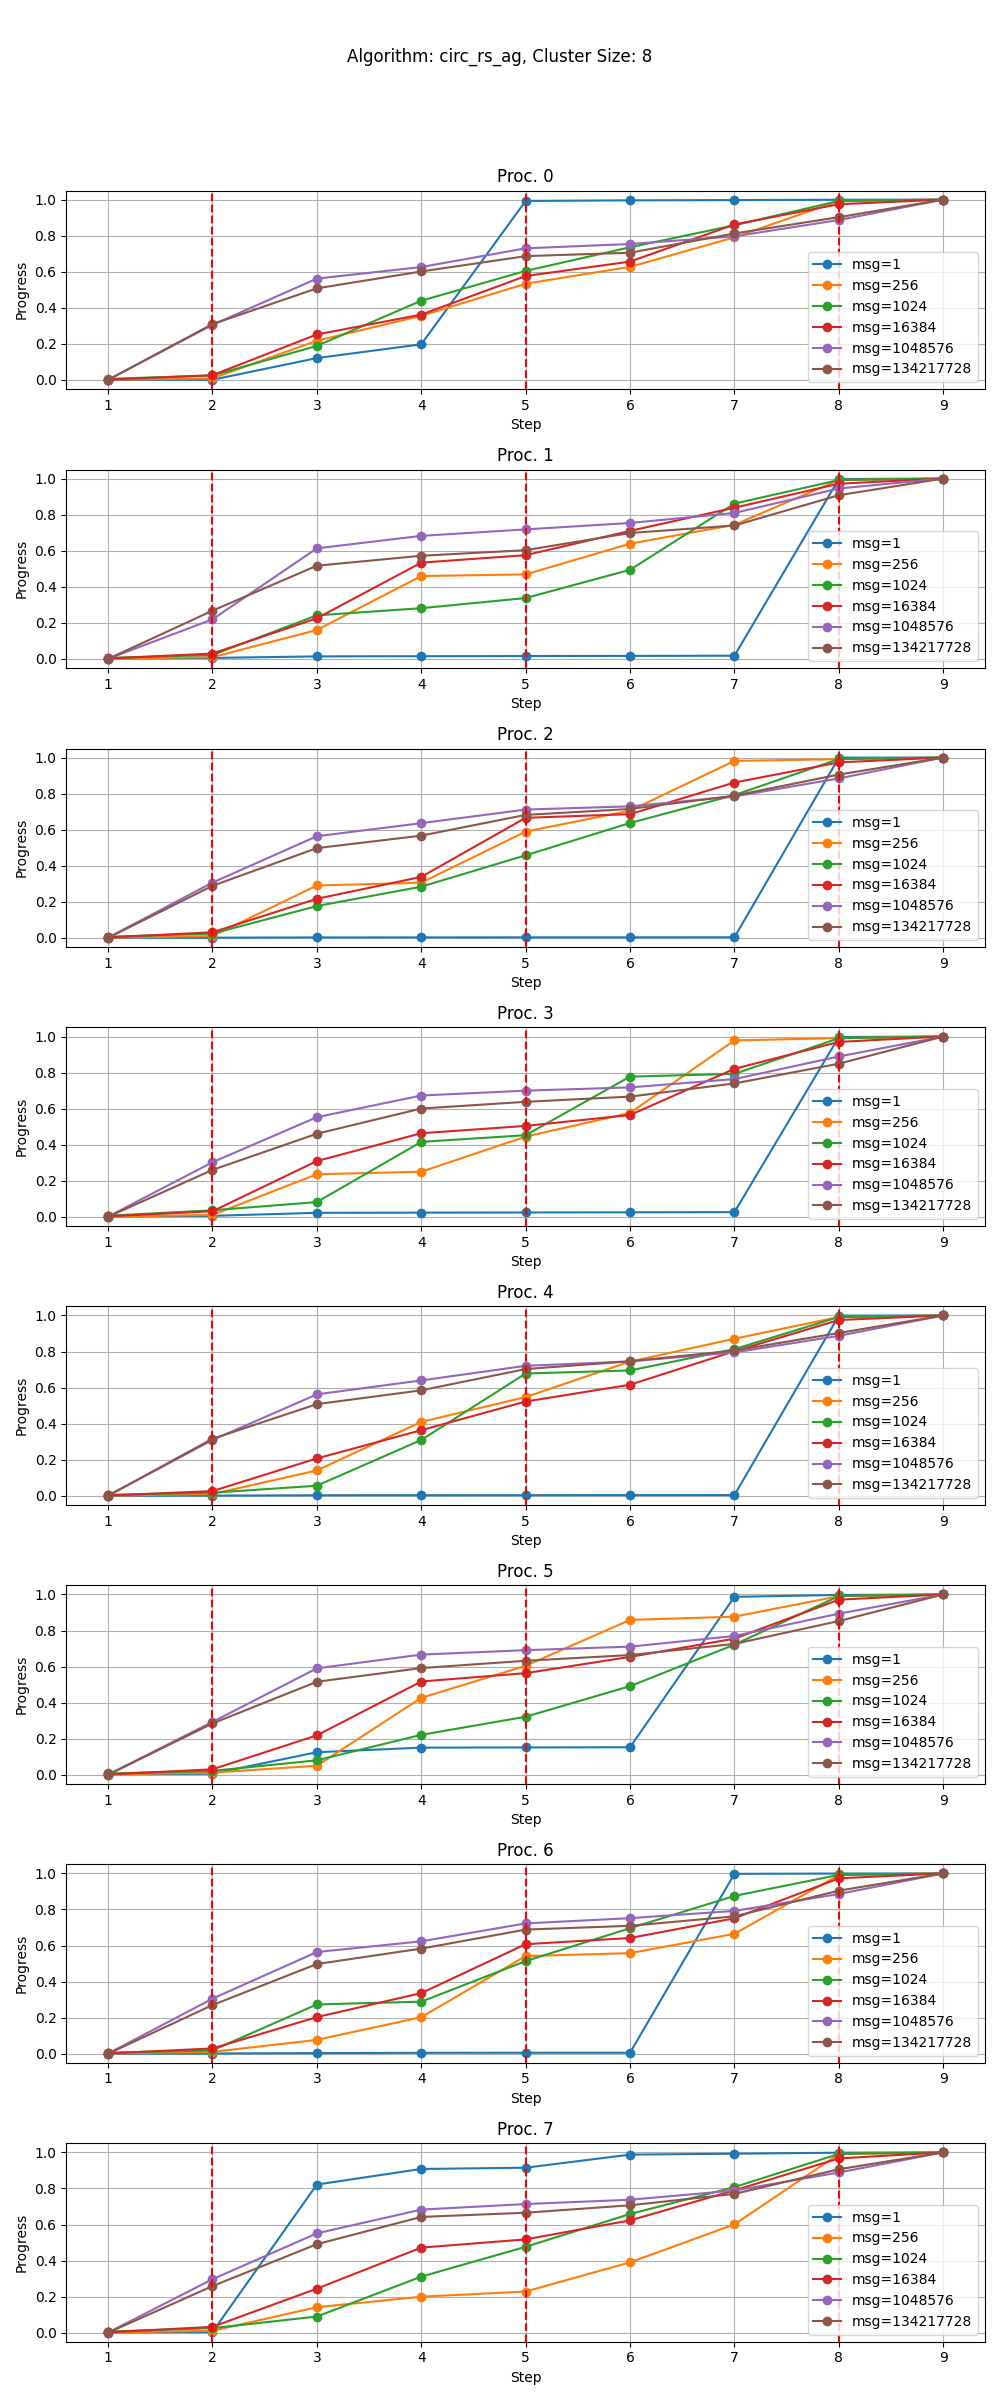 Algorithm: circ_rs_ag, Cluster Size: 8
Proc. 0
Progress
1.0
0.8
0.6
0.4
0.2
0.0
msg=1
msg=256
msg=1024
msg=16384
msg=1048576
msg=134217728
1 2 3 4 5 6 7 8 9
Step
Proc. 1
Progress
1.0
0.8
0.6
0.4
0.2
0.0
msg=1
msg=256
msg=1024
msg=16384
msg=1048576
msg=134217728
1 2 3 4 5 6 7 8 9
Step
Proc. 2
Progress
1.0
0.8
0.6
0.4
0.2
0.0
msg=1
msg=256
msg=1024
msg=16384
msg=1048576
msg=134217728
1 2 3 4 5 6 7 8 9
Step
Proc. 3
Progress
1.0
0.8
0.6
0.4
0.2
0.0
msg=1
msg=256
msg=1024
msg=16384
msg=1048576
msg=134217728
1 2 3 4 5 6 7 8 9
Step
Proc. 4
Progress
1.0
0.8
0.6
0.4
0.2
0.0
msg=1
msg=256
msg=1024
msg=16384
msg=1048576
msg=134217728
1 2 3 4 5 6 7 8 9
Step
Proc. 5
Progress
1.0
0.8
0.6
0.4
0.2
0.0
msg=1
msg=256
msg=1024
msg=16384
msg=1048576
msg=134217728
1 2 3 4 5 6 7 8 9
Step
Proc. 6
Progress
1.0
0.8
0.6
0.4
0.2
0.0
msg=1
msg=256
msg=1024
msg=16384
msg=1048576
msg=134217728
1 2 3 4 5 6 7 8 9
Step
Proc. 7
Progress
1.0
0.8
0.6
0.4
0.2
0.0
msg=1
msg=256
msg=1024
msg=16384
msg=1048576
msg=134217728
1 2 3 4 5 6 7 8 9
Step